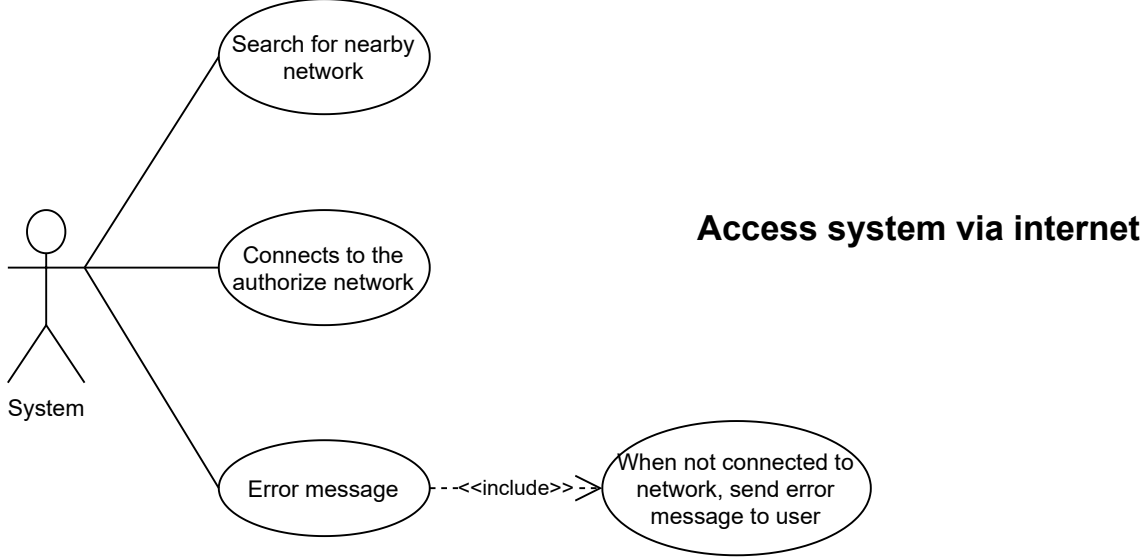 Search for nearby
network
Access system via internet
Connects to the
authorize network
System
Error message
<<include>>
When not connected to
network, send error
message to user